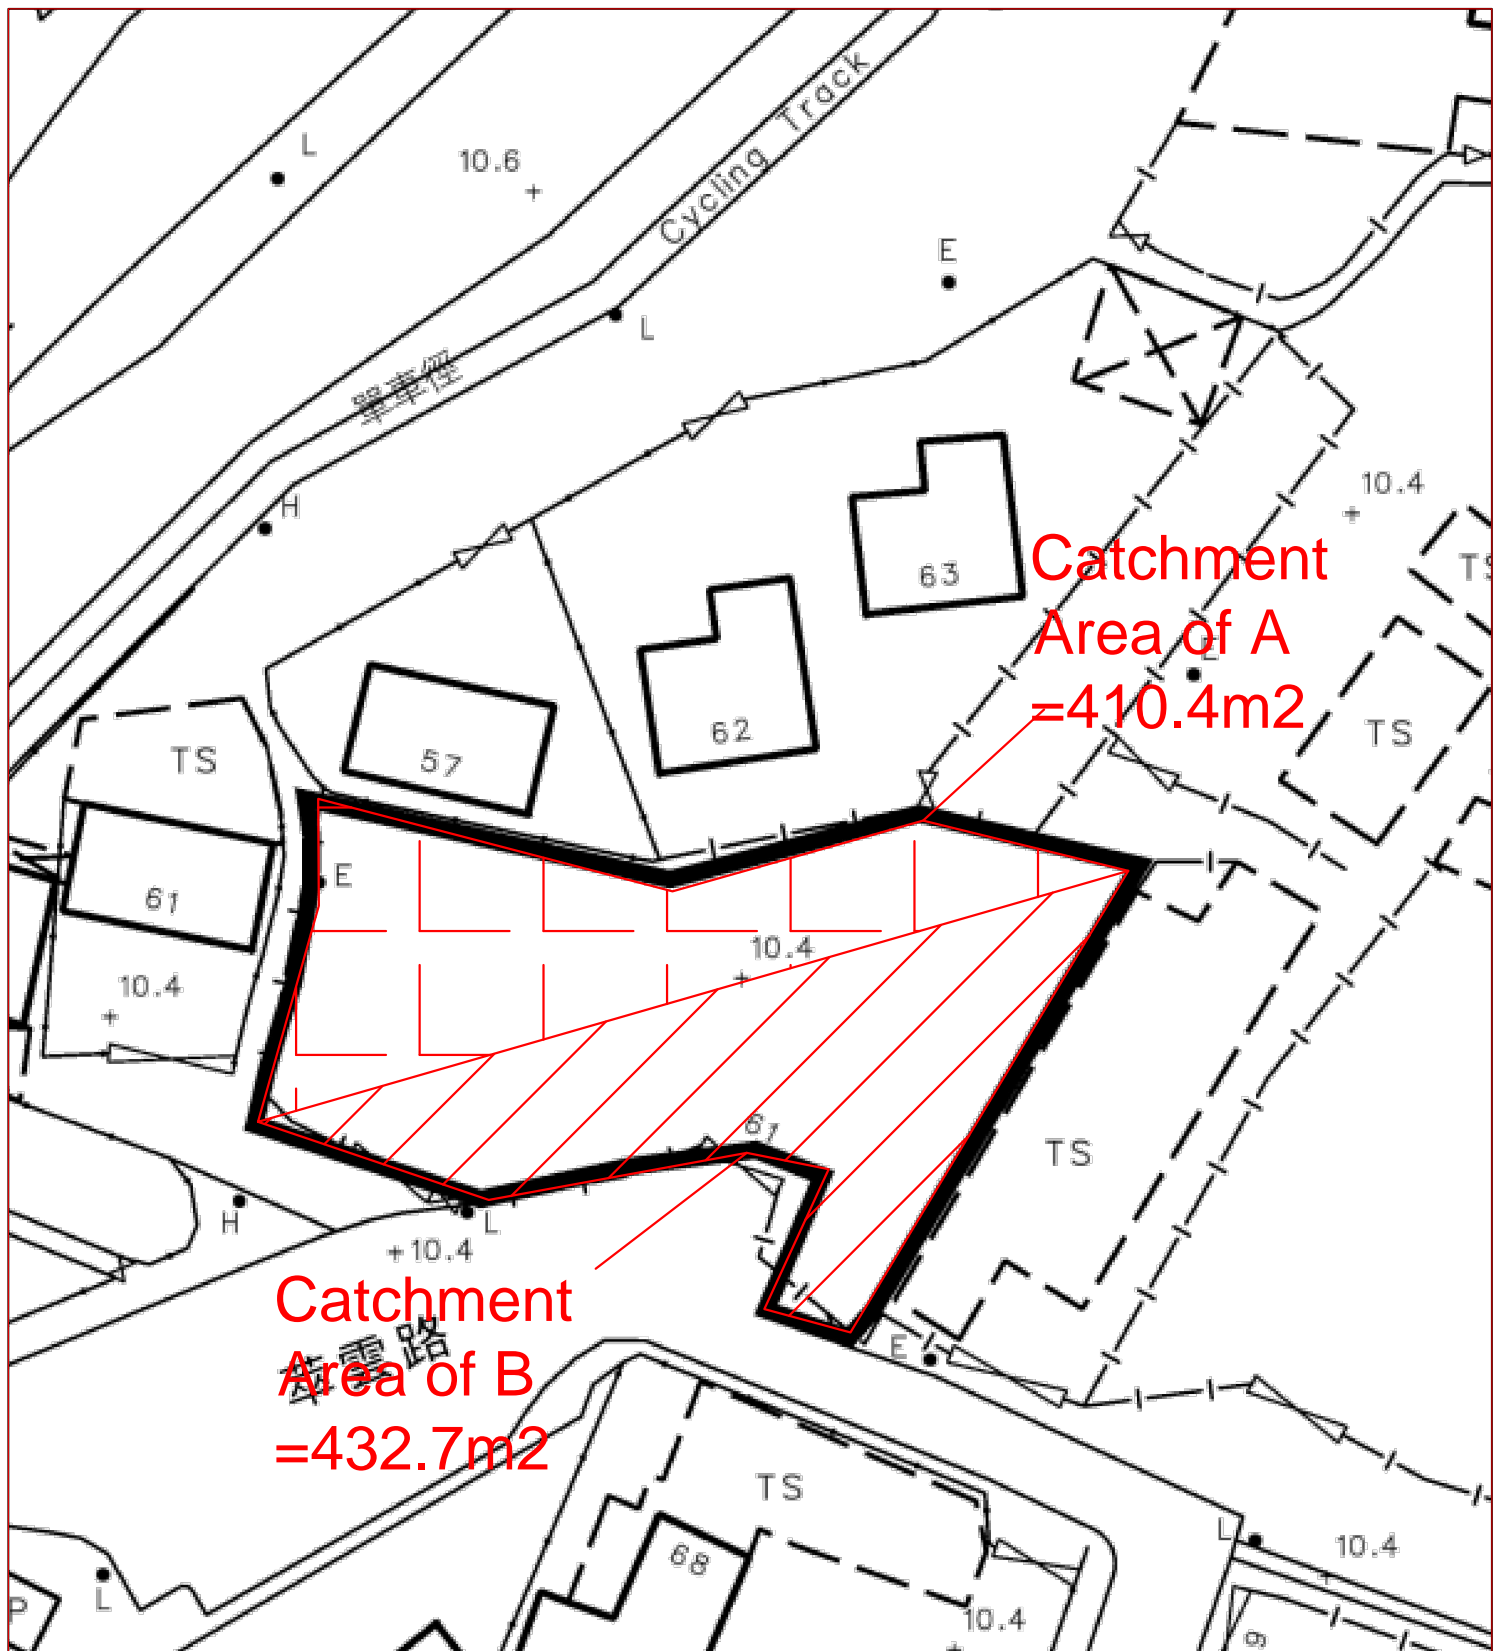 L
10.6
Cycling Track
E
L
單車徑
H
10.4
TS
63
Catchment
Area of A
=410.4m2
E
62
57
TS
TS
61
E
10.4
10.4
61
TS
H
L
10.4
Catchment
Area of B
=432.7m2
路
E
TS
68
L
10.4
L
P
10.4
9